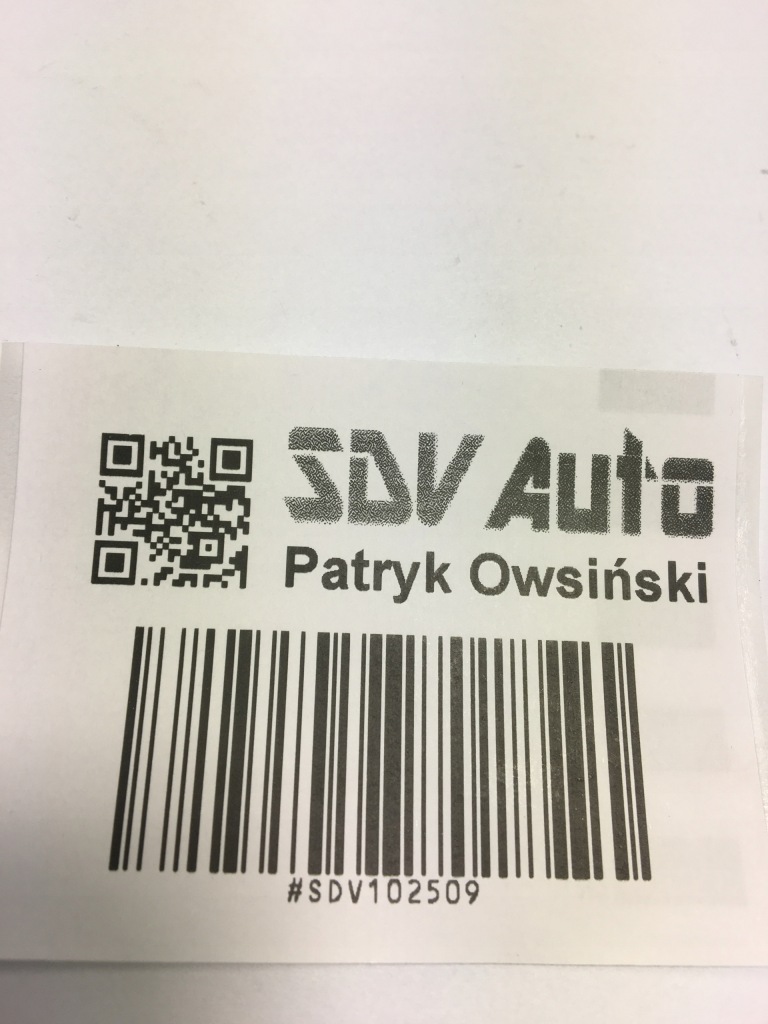 SDV Auto
Patryk Owsiński
#SDV102509